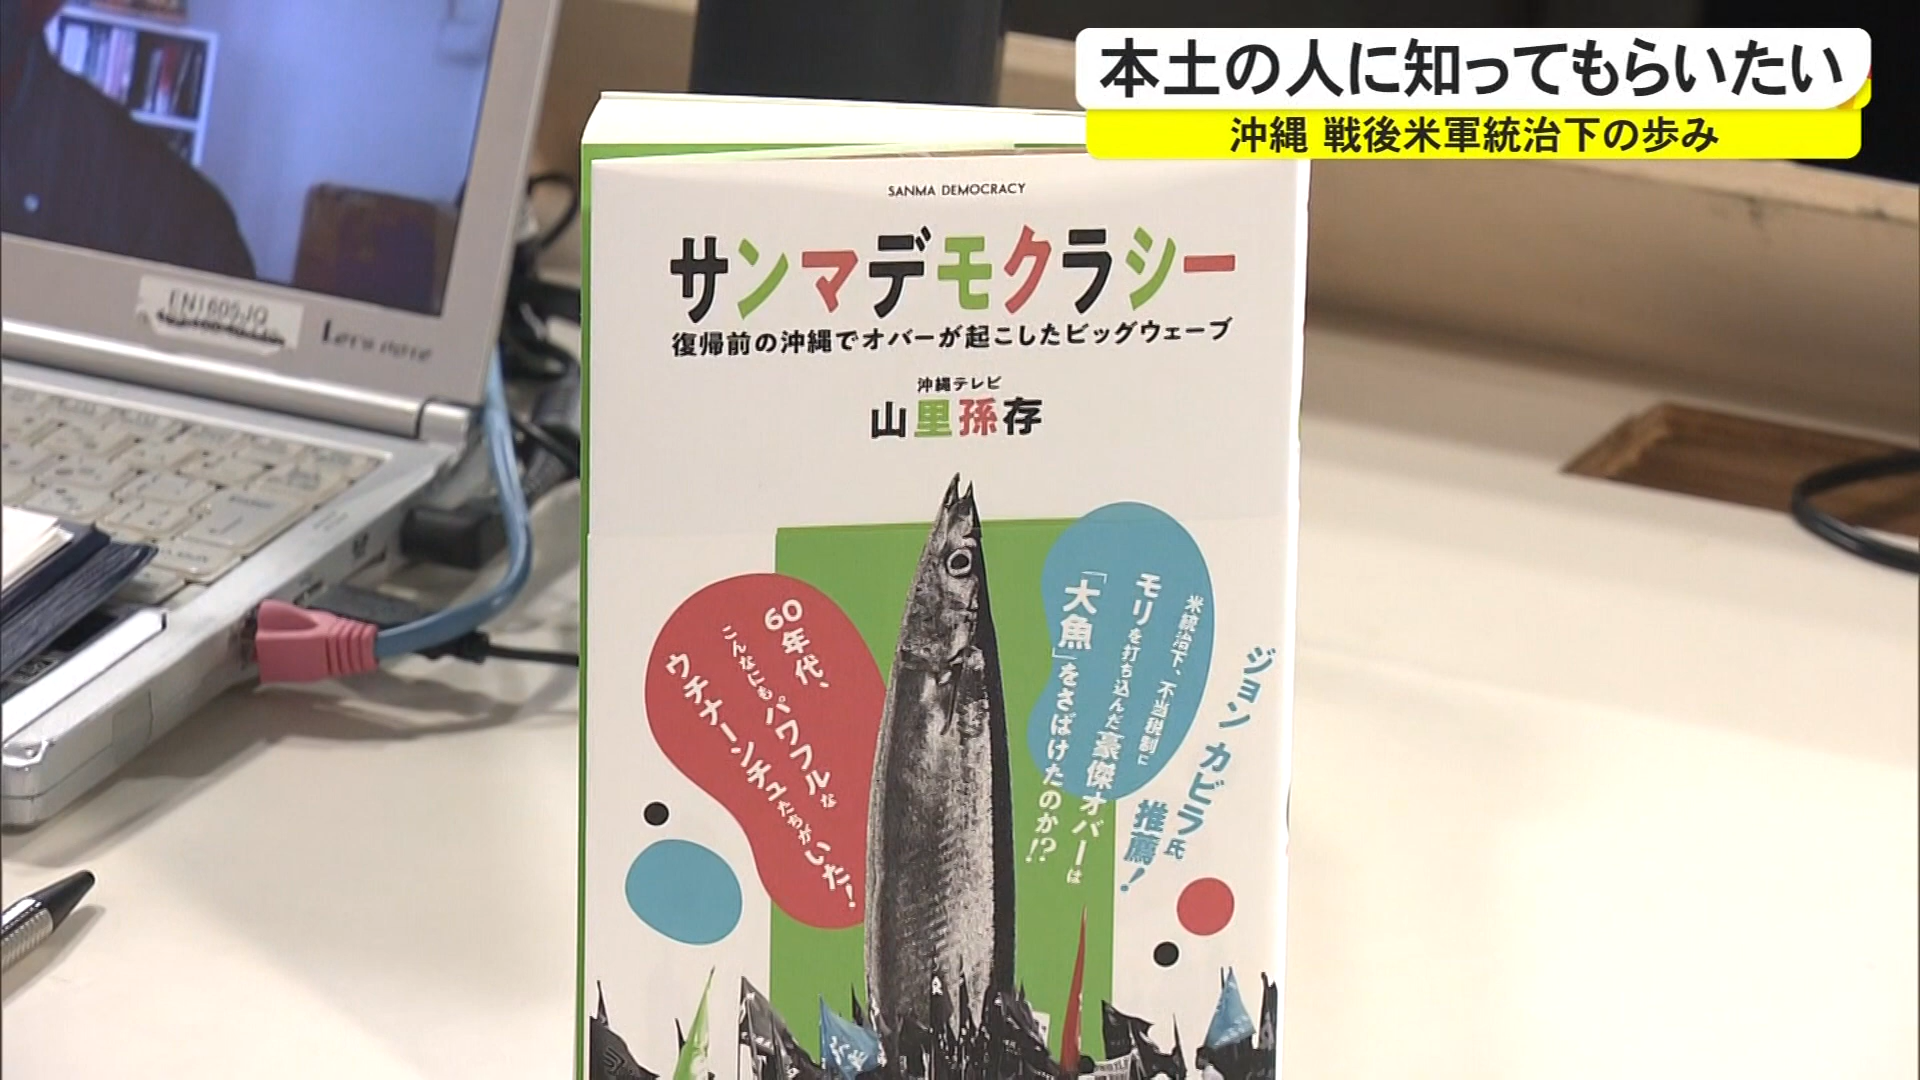 本土の人に知ってもらいたい
沖縄 戦後米軍統治下の歩み
SANMA DEMOCRACY
サンマデモクラシー
復帰前の沖縄でオバーが起こしたビッグウェーブ
沖縄テレビ
山里孫存
米統治下、不当税制に
モリを打ち込んだ豪傑オバーは
「大魚」をさばけたのか!?
ジョン カビラ氏
推薦!
60年代、
こんなにもパワフルな
ウチナーンチュたちがいた!
EN1605JQ
Let's note